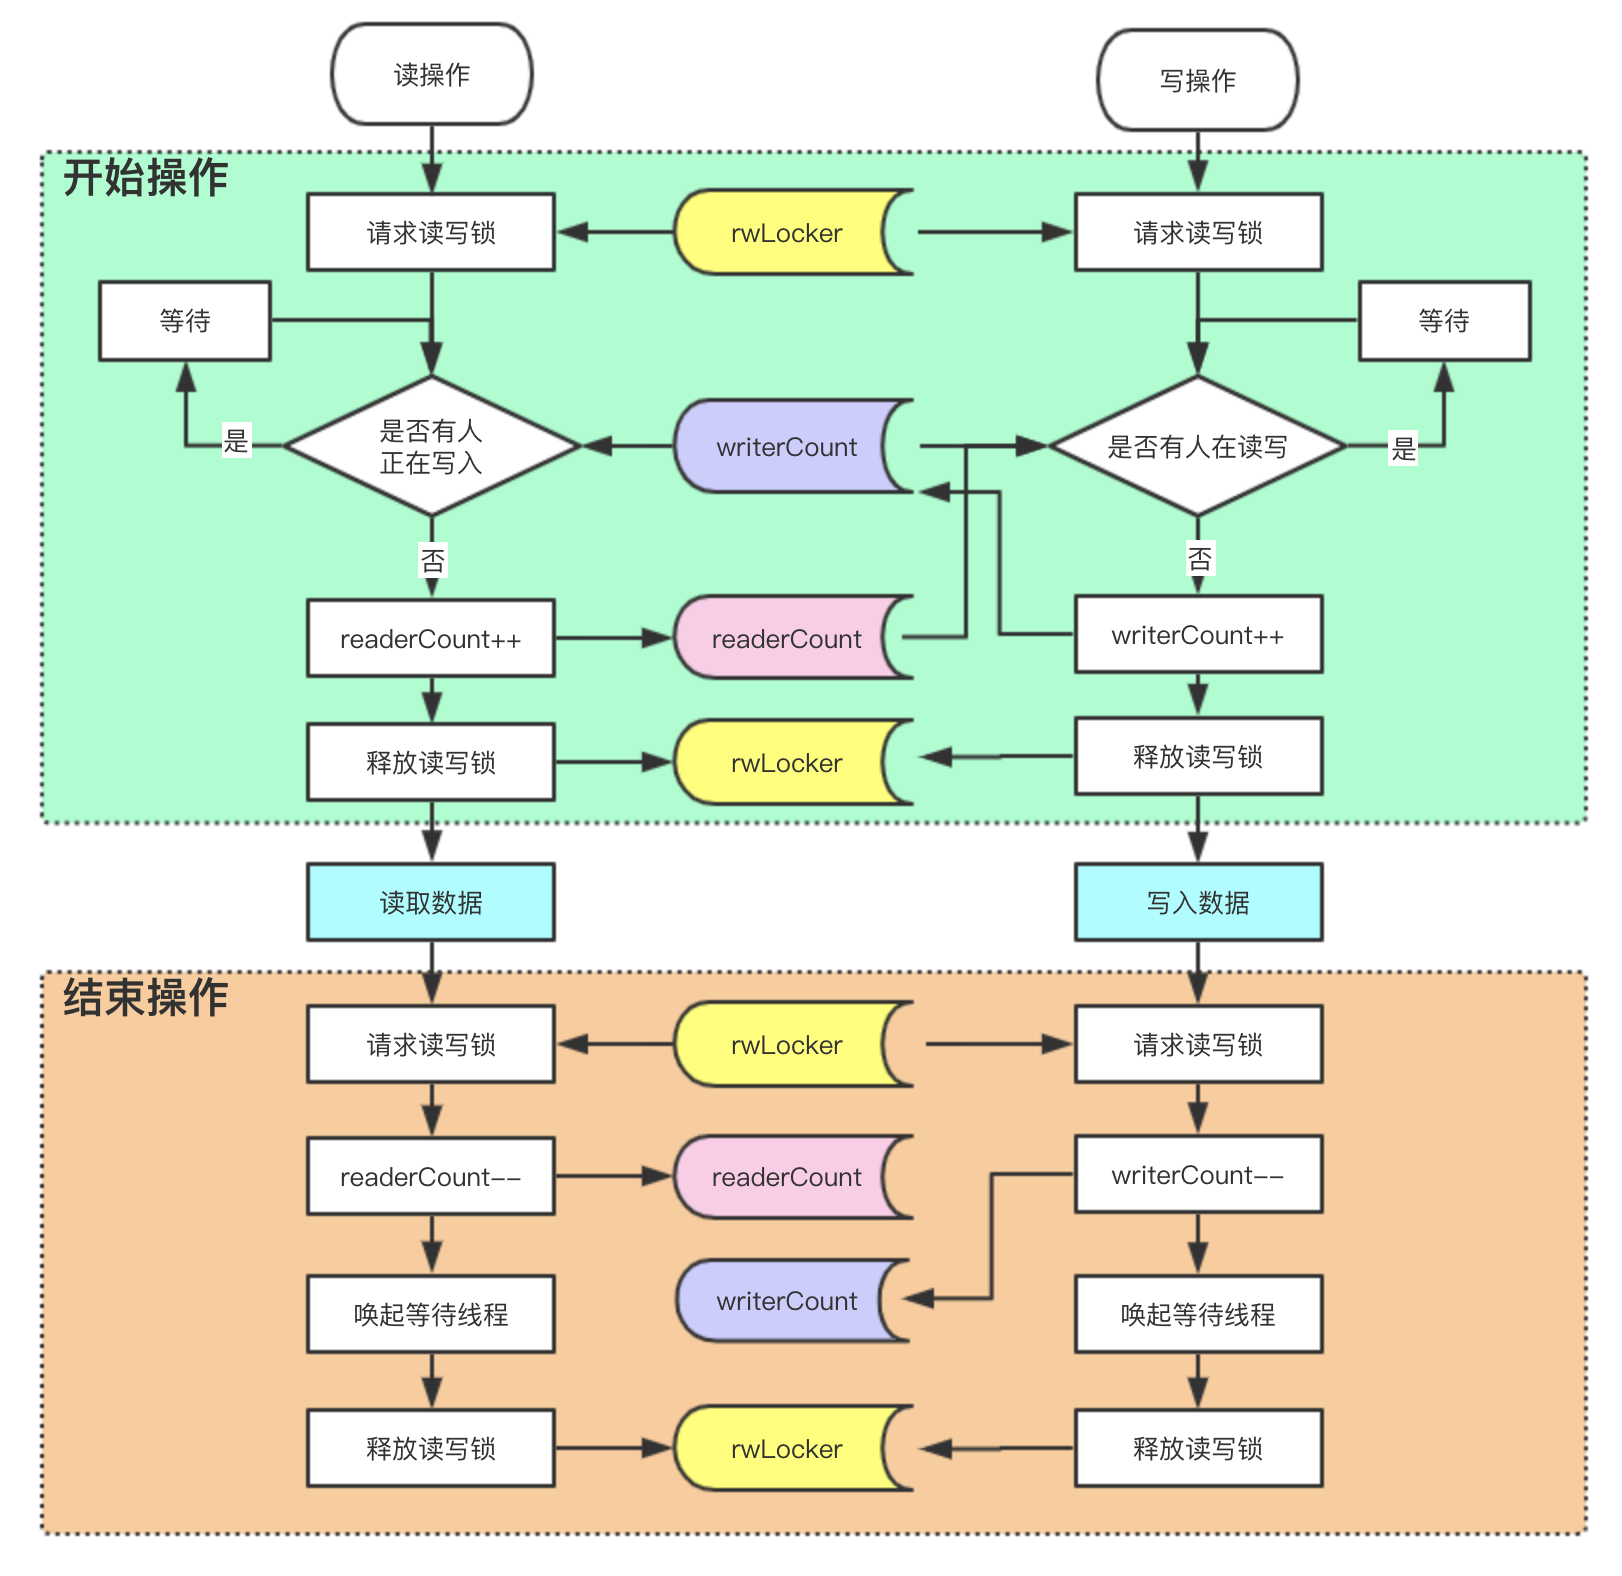 读操作
写操作
开始操作
请求读写锁
rwLocker
请求读写锁
等待
等待
是否有人
正在写入
writerCount
是否有人在读写
是
是
否
否
readerCount++
readerCount
writerCount++
释放读写锁
rwLocker
释放读写锁
读取数据
写入数据
结束操作
请求读写锁
rwLocker
请求读写锁
readerCount--
readerCount
writerCount--
唤起等待线程
writerCount
唤起等待线程
释放读写锁
rwLocker
释放读写锁